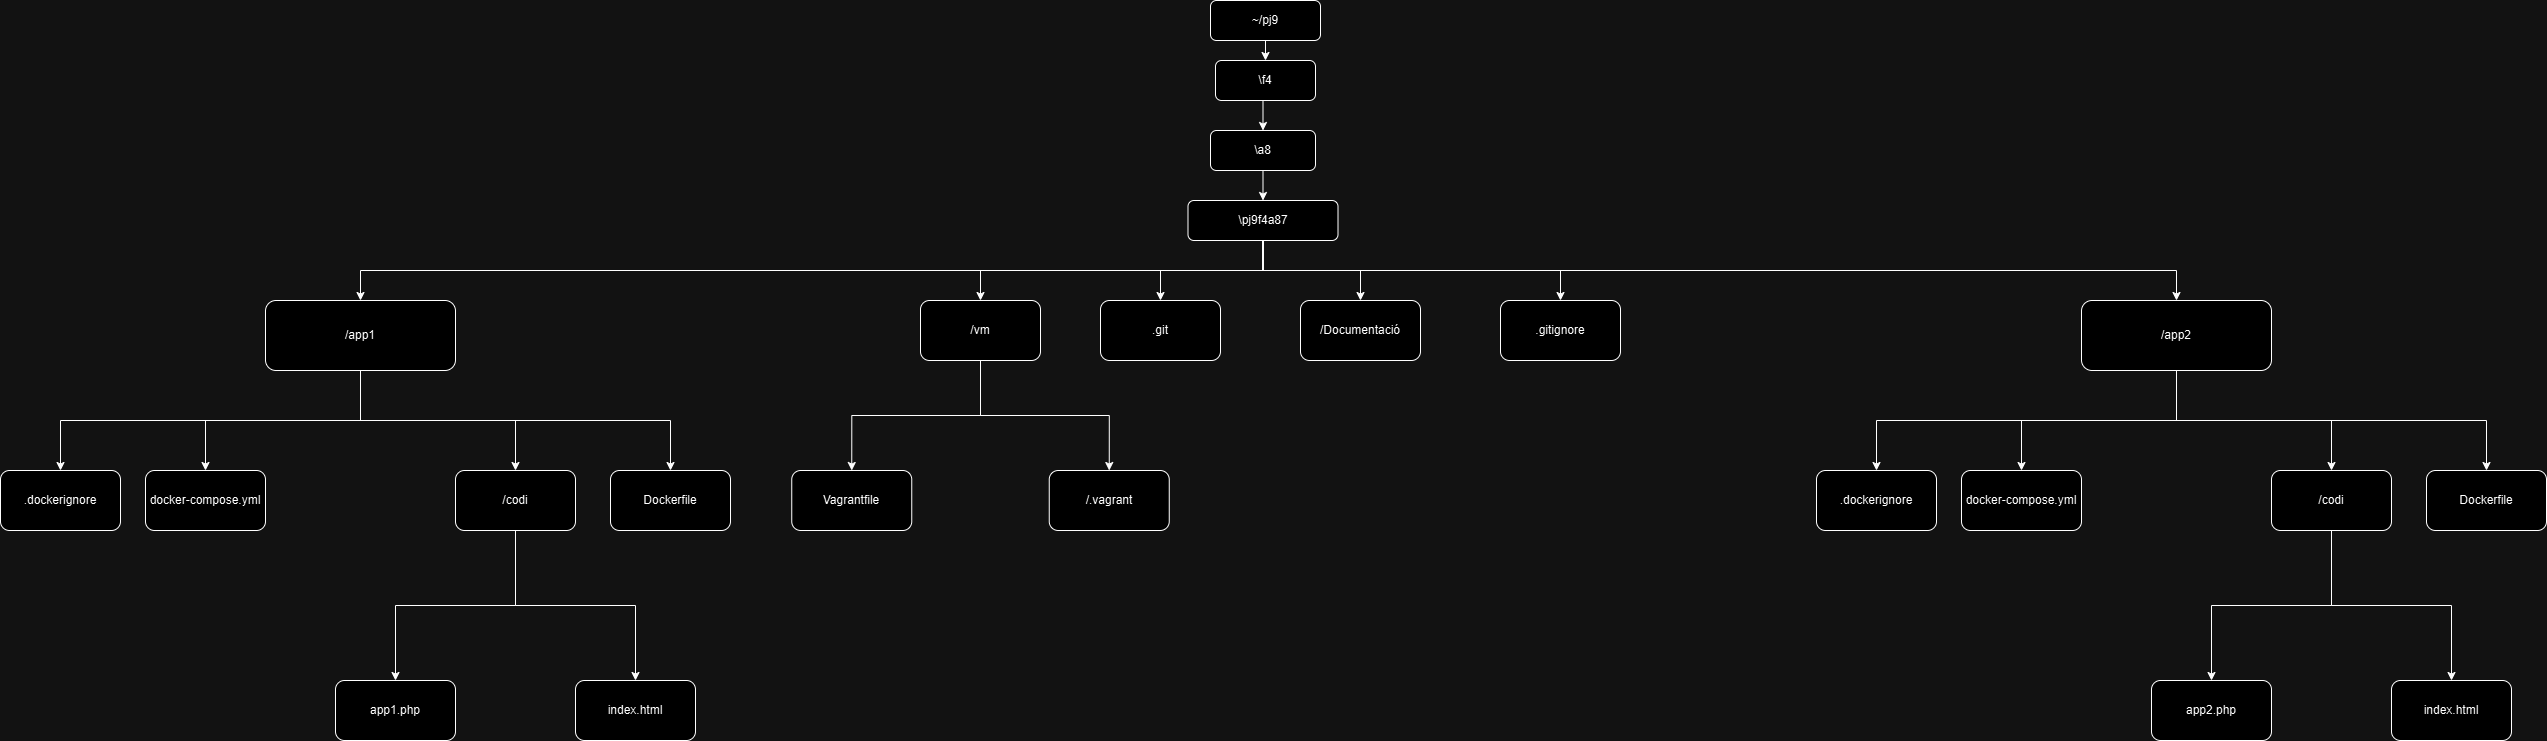 ~/pj9
\f4
\a8
\pj9f4a87
/app1
/vm
.git
/Documentació
.gitignore
/app2
.dockerignore
docker-compose.yml
/codi
Dockerfile
Vagrantfile
/.vagrant
.dockerignore
docker-compose.yml
/codi
Dockerfile
app1.php
index.html
app2.php
index.html